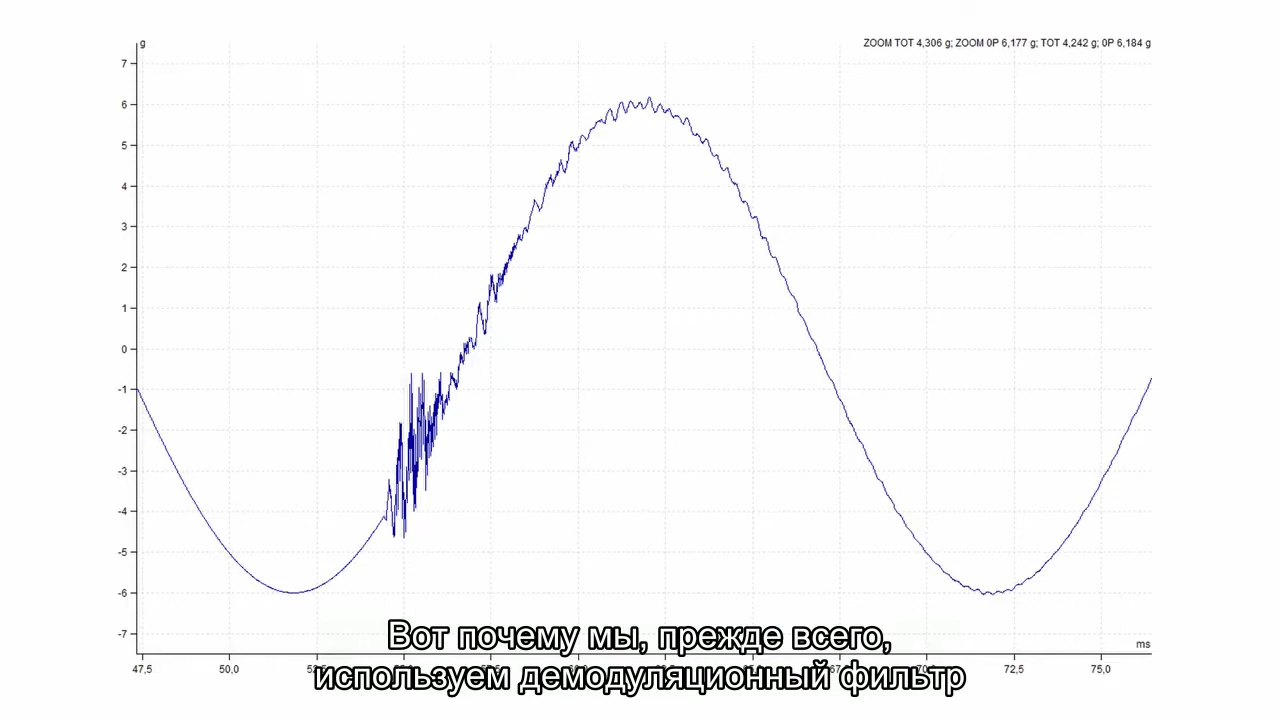 g
ZOOM TOT 4,306 g; ZOOM 0P 6,177 g; TOT 4,242 g; 0P 6,184 g
7
6
5
4
3
2
1
0
-1
-2
-3
-4
-5
-6
-7
ms
Вот почему мы, прежде всего,
используем демодуляционный фильтр
47,5 50,0 70,0 72,5 75,0